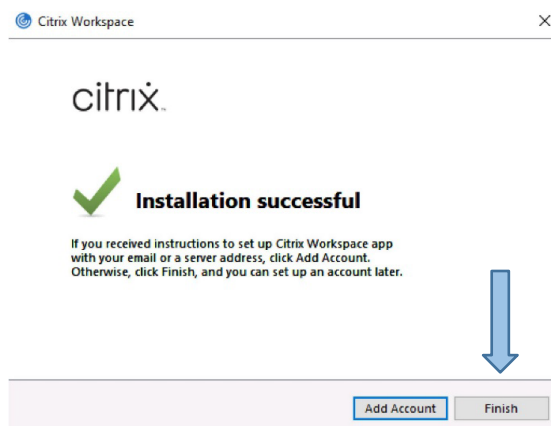 Citrix Workspace
citrix
Installation successful
If you received instructions to set up Citrix Workspace app
with your email or a server address, click Add Account.
Otherwise, click Finish, and you can set up an account later.
Add Account
Finish